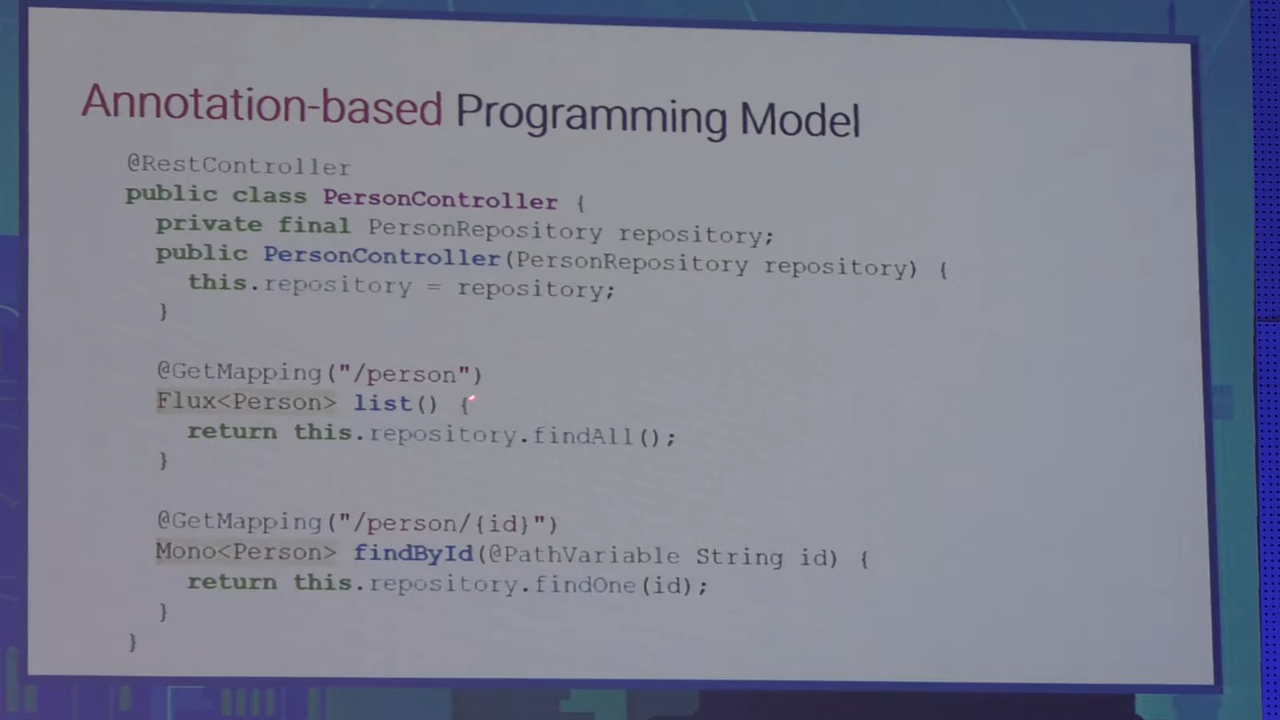 Annotation-based Programming Model
@RestController
public class PersonController {
private final PersonRepository repository;
public PersonController(PersonRepository repository) {
this.repository = repository;
}
@GetMapping("/person")
Flux<Person> list() {
return this.repository.findAll();
}
@GetMapping("/person/{id}")
Mono<Person> findById(@PathVariable String id) {
return this.repository.findOne(id);
}
}